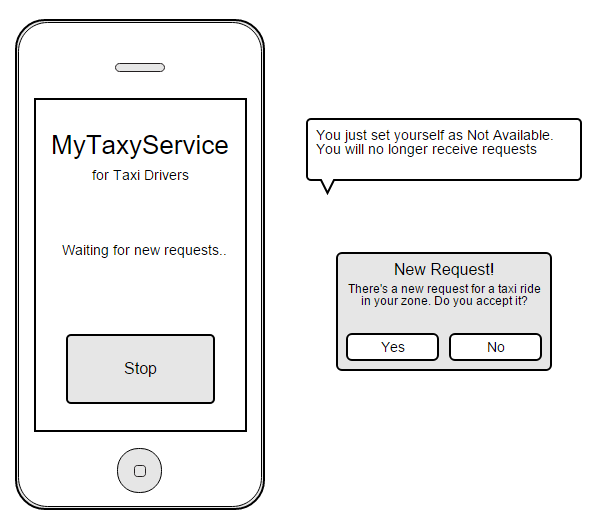 MyTaxyService
for Taxi Drivers
Waiting for new requests..
Stop
You just set yourself as Not Available.
You will no longer receive requests
New Request!
There's a new request for a taxi ride
in your zone. Do you accept it?
Yes
No